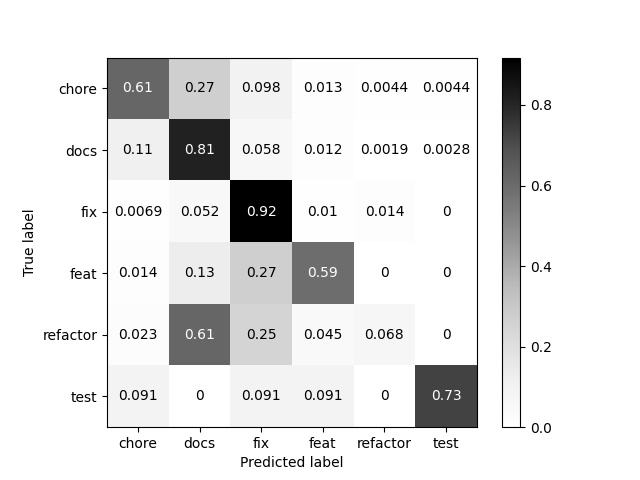 chore 0.61 0.27 0.098 0.013 0.0044 0.0044
docs 0.11 0.81 0.058 0.012 0.0019 0.0028
fix 0.0069 0.052 0.92 0.01 0.014 0
feat 0.014 0.13 0.27 0.59 0 0
refactor 0.023 0.61 0.25 0.045 0.068 0
test 0.091 0 0.091 0.091 0 0.73
chore docs fix feat refactor test
Predicted label
True label
0.8
0.6
0.4
0.2
0.0